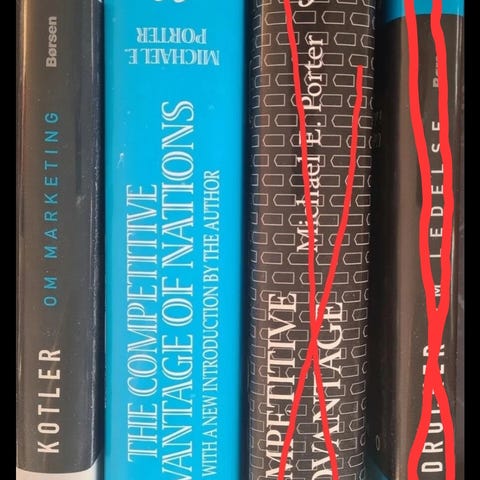 KOTLER OM MARKETING Børsen
MICHAEL E
PORTER
THE COMPETITIVE
VANTAGE OF NATIONS
WITH A NEW INTRODUCTION BY THE AUTHOR
MPETITIVE
DVANTAGE
Michael E. Porter
DRUCKER OM LEDELSE